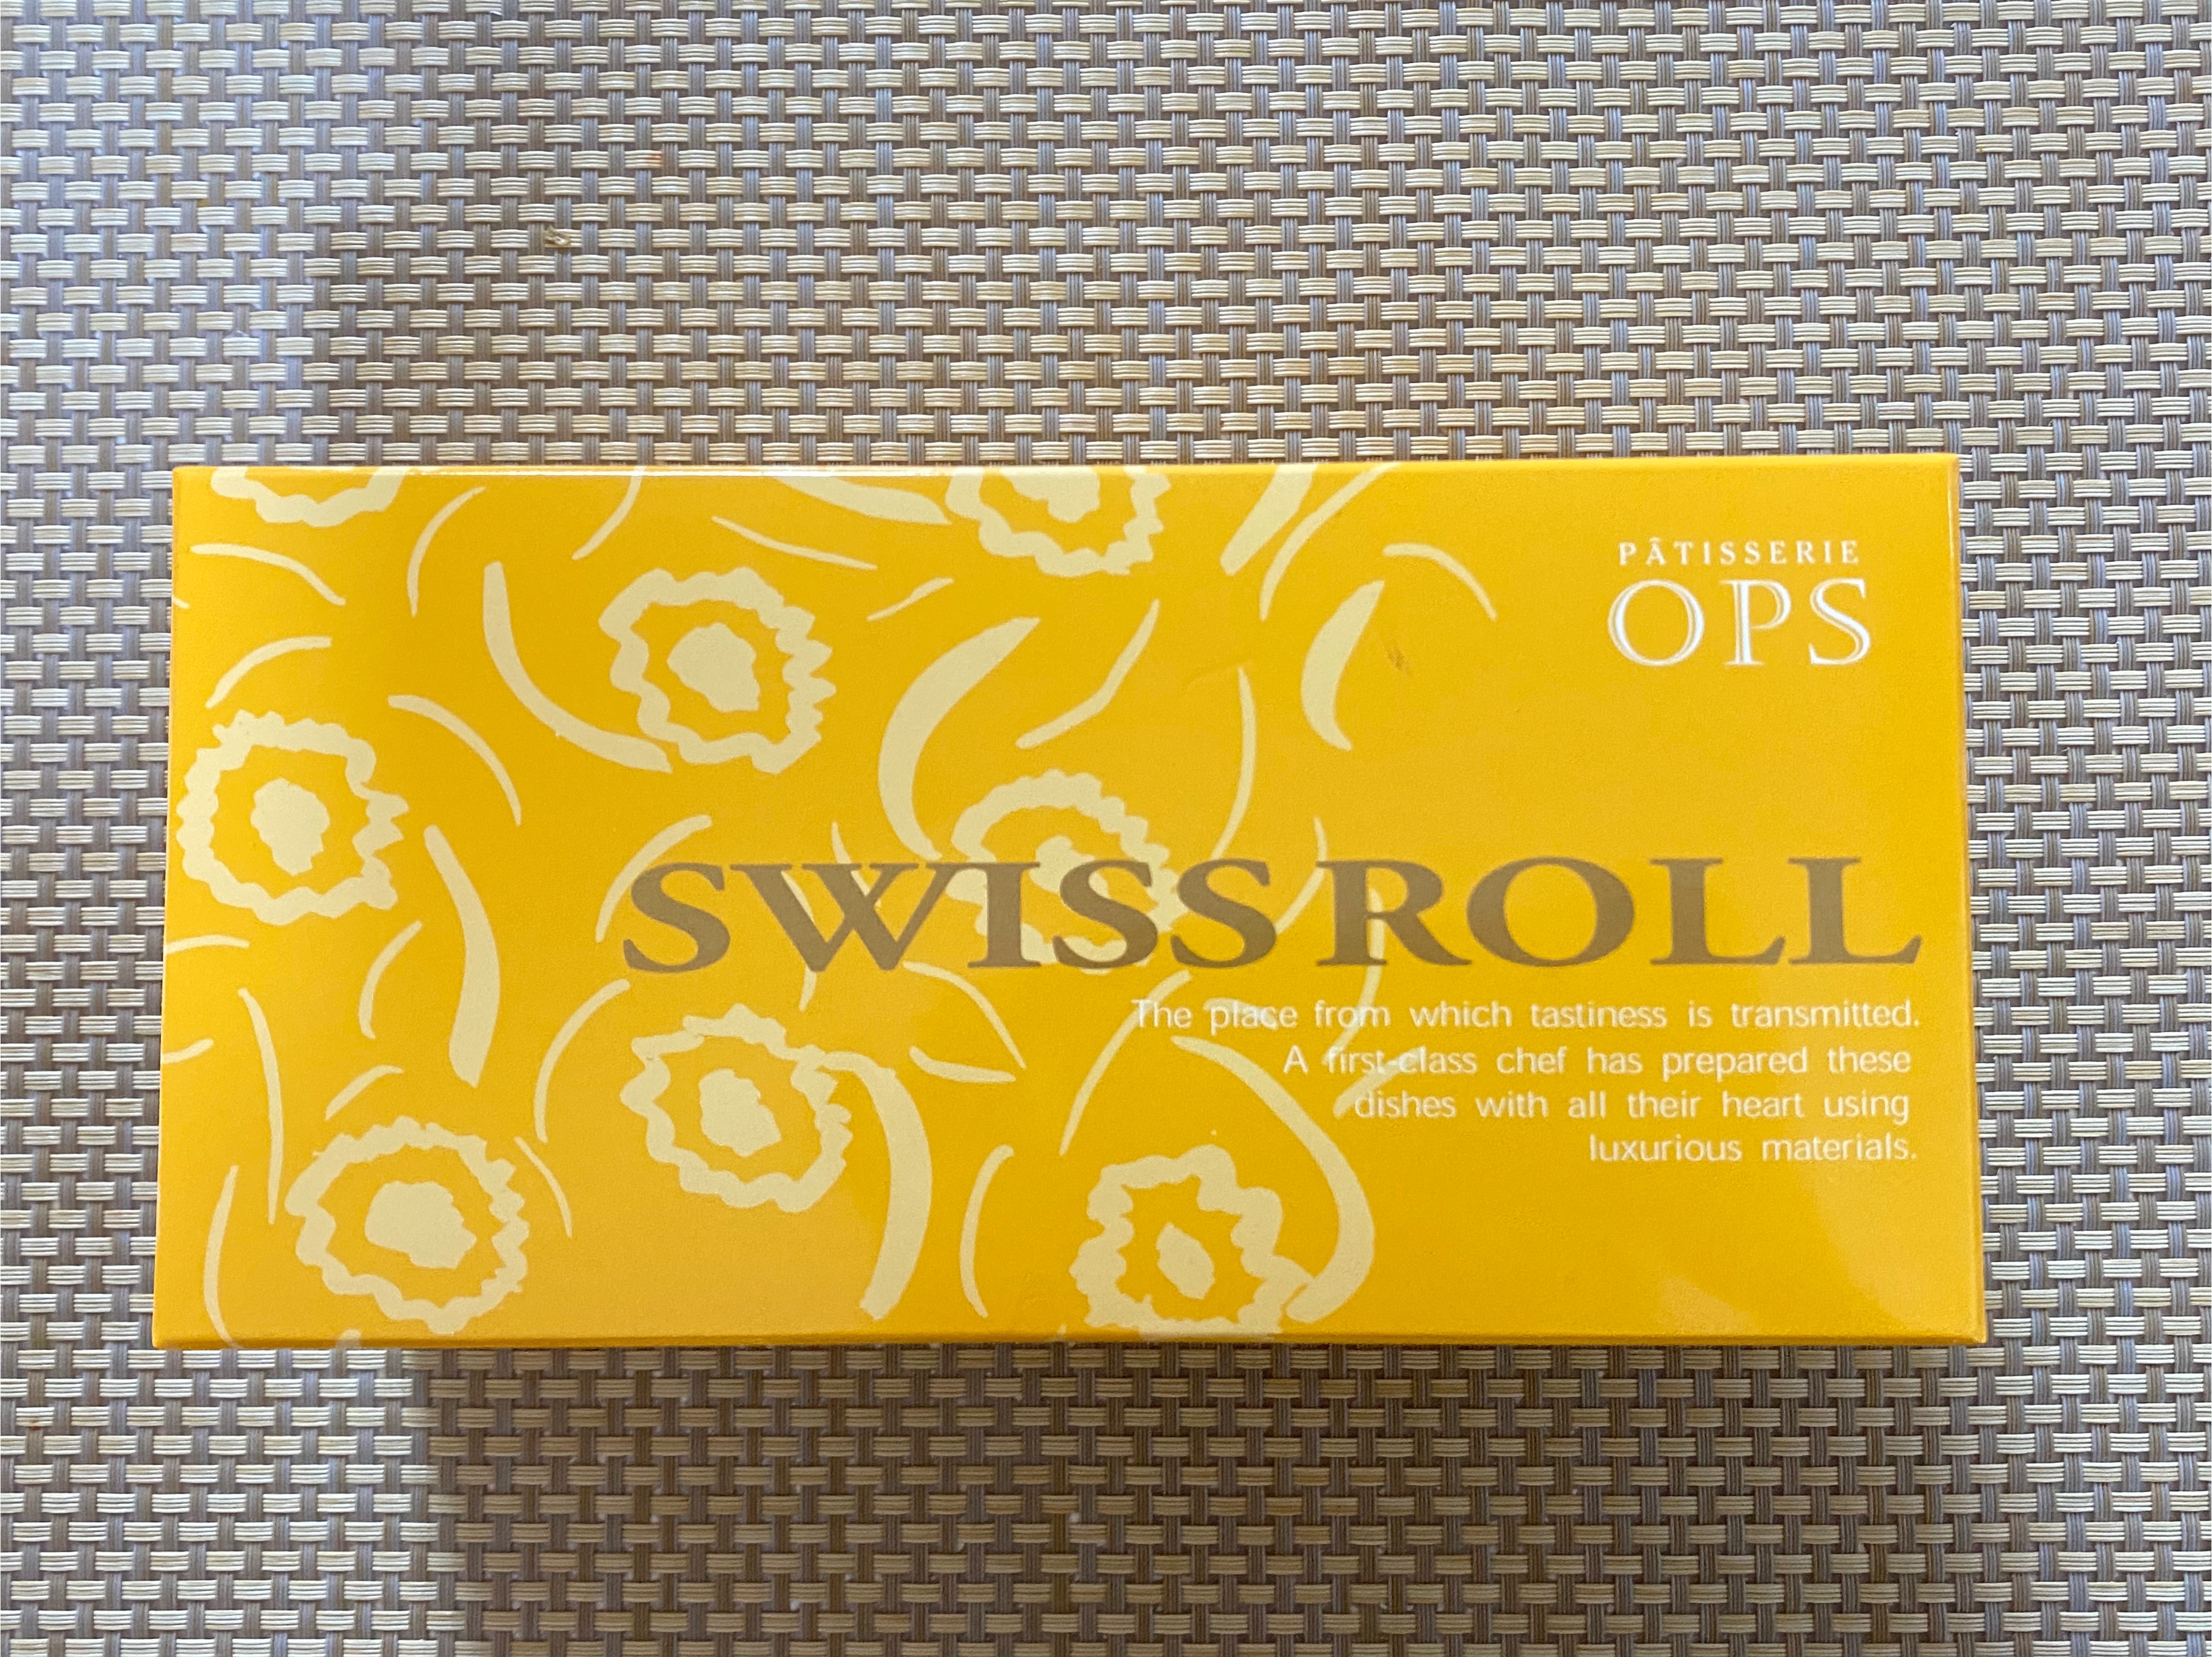 PÂTISSERIE
OPS
SWISS ROLL
The place from which tastiness is transmitted.
A first-class chef has prepared these
dishes with all their heart using
luxurious materials.